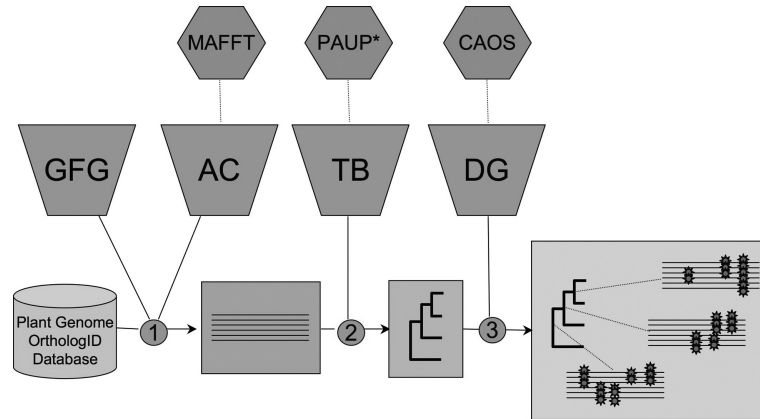 MAFFT
PAUP*
CAOS
GFG
AC
TB
DG
Plant Genome
OrthologID
Database
1
2
3